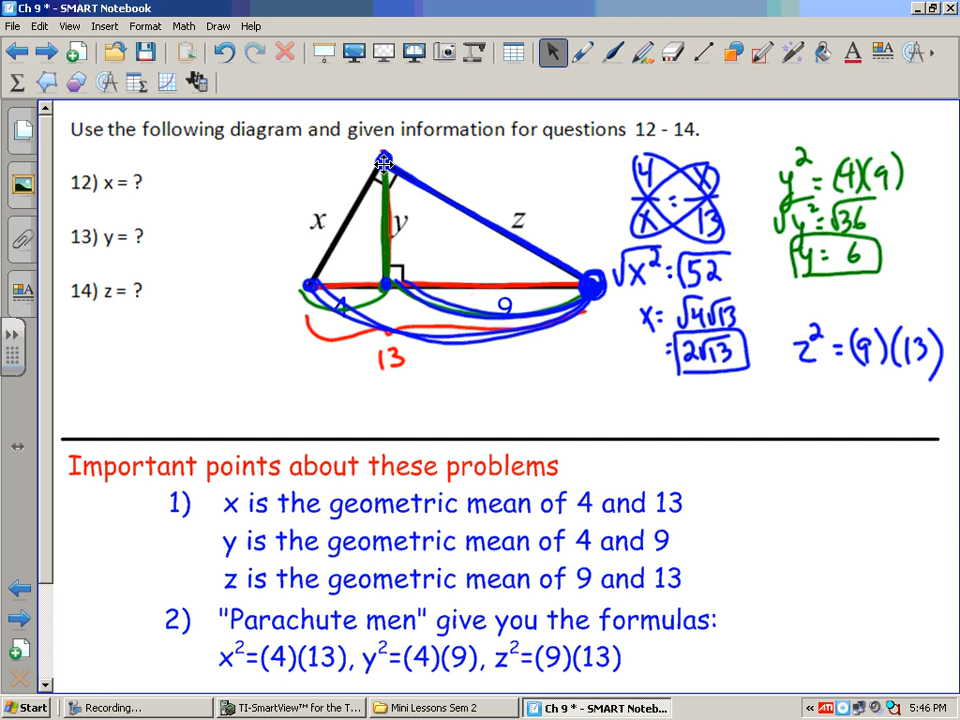 Ch 9 * - SMART Notebook
File Edit View Insert Format Math Draw Help
Use the following diagram and given information for questions 12 - 14.
12) x = ?
13) y = ?
14) z = ?
x
y
z
4
9
13
4/x = x/13
√x² = √52
x = √4√13
= 2√13
y² = (4)(9)
√y² = √36
y = 6
z² = (9)(13)
Important points about these problems
1) x is the geometric mean of 4 and 13
y is the geometric mean of 4 and 9
z is the geometric mean of 9 and 13
2) "Parachute men" give you the formulas:
x²=(4)(13), y²=(4)(9), z²=(9)(13)
Start Recording... TI-SmartView™ for the T... Mini Lessons Sem 2 Ch 9 * - SMART Noteb... « ATI 5:46 PM